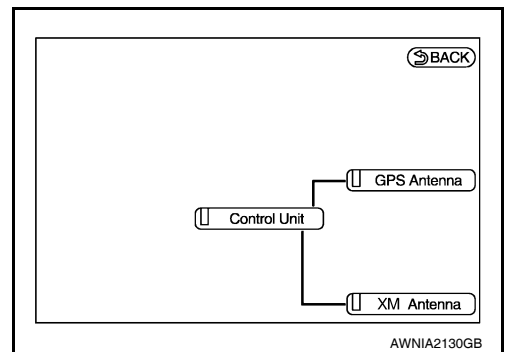 BACK
GPS Antenna
Control Unit
XM Antenna
AWNIA2130GB